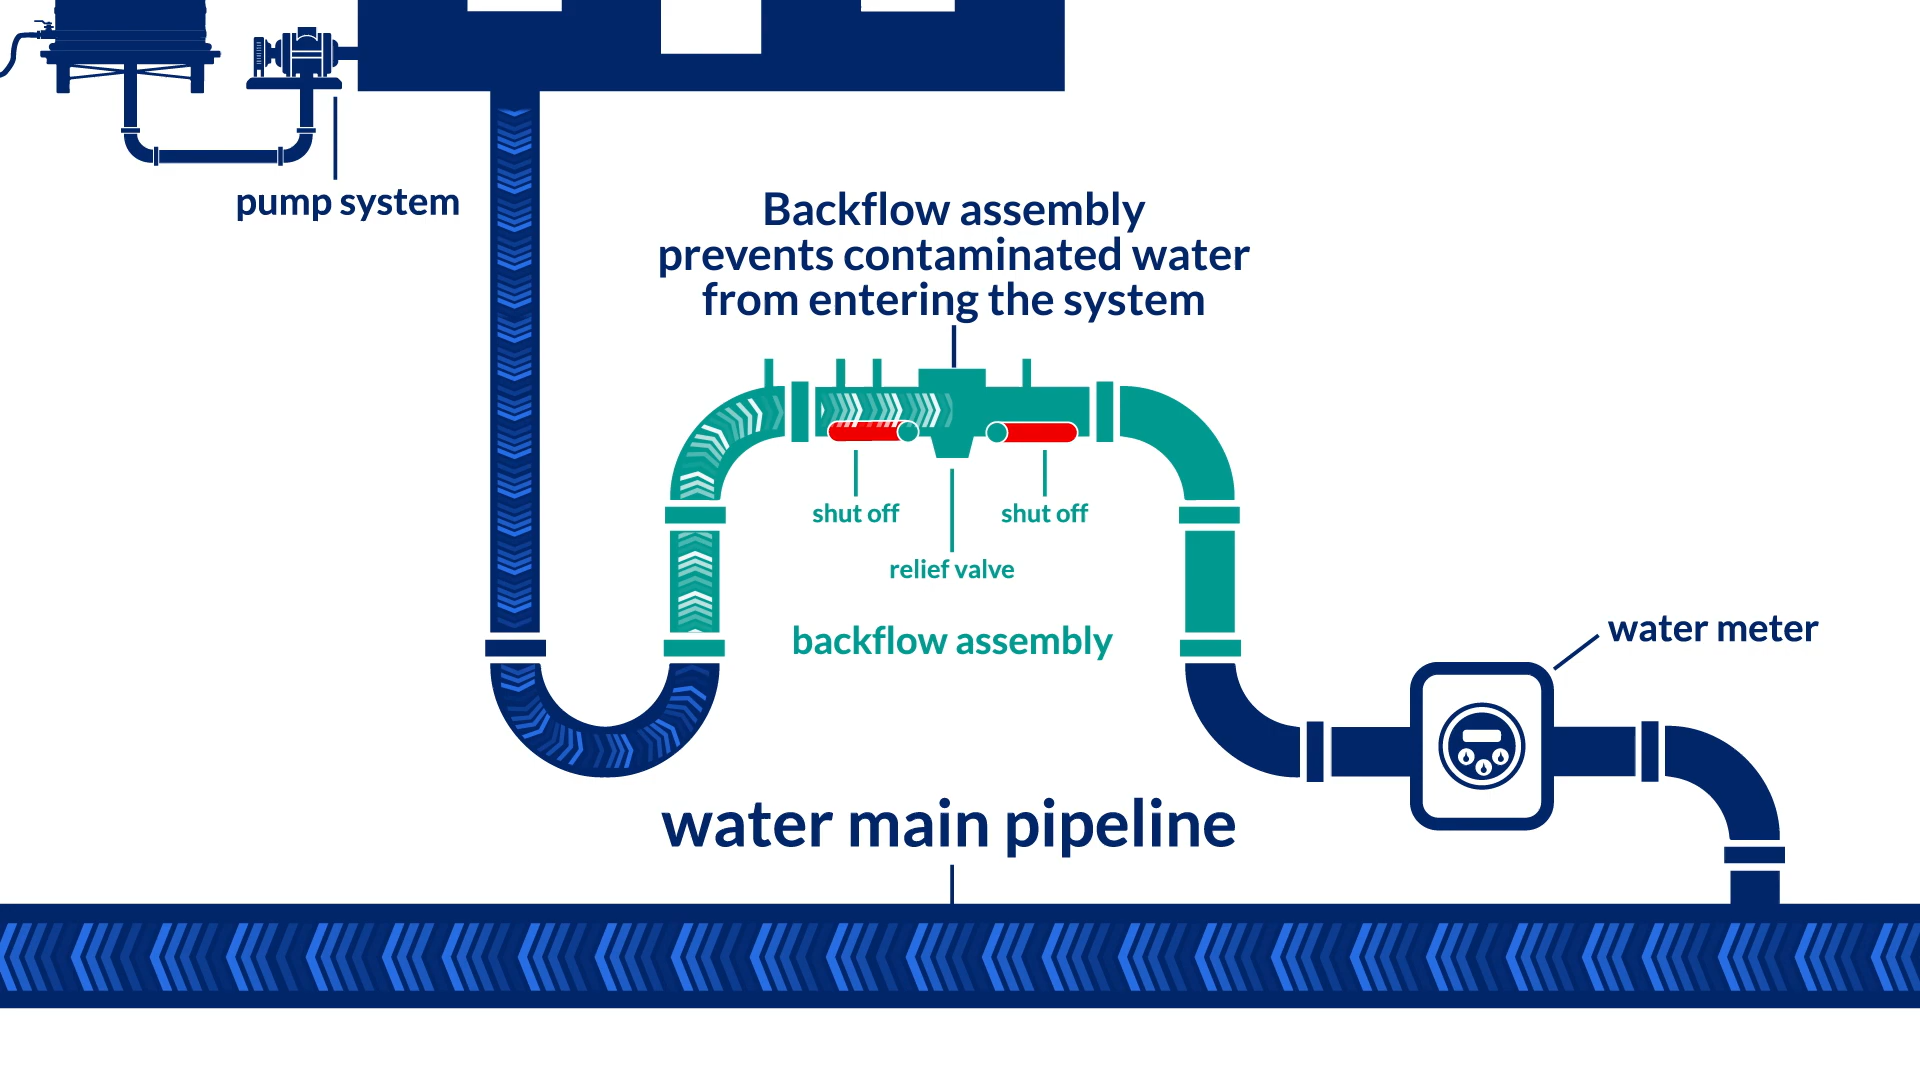 pump system
Backflow assembly
prevents contaminated water
from entering the system
shut off
shut off
relief valve
backflow assembly
water meter
water main pipeline